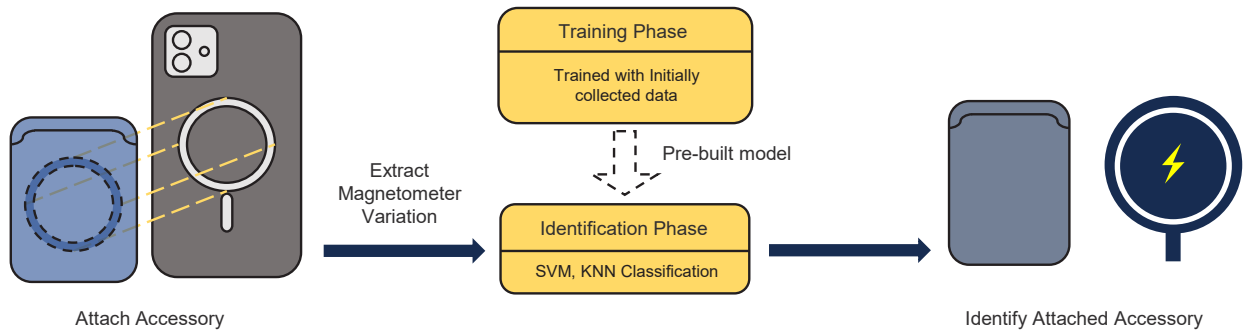 Training Phase
Trained with Initially
collected data
Pre-built model
Extract
Magnetometer
Variation
Identification Phase
SVM, KNN Classification
Attach Accessory
Identify Attached Accessory